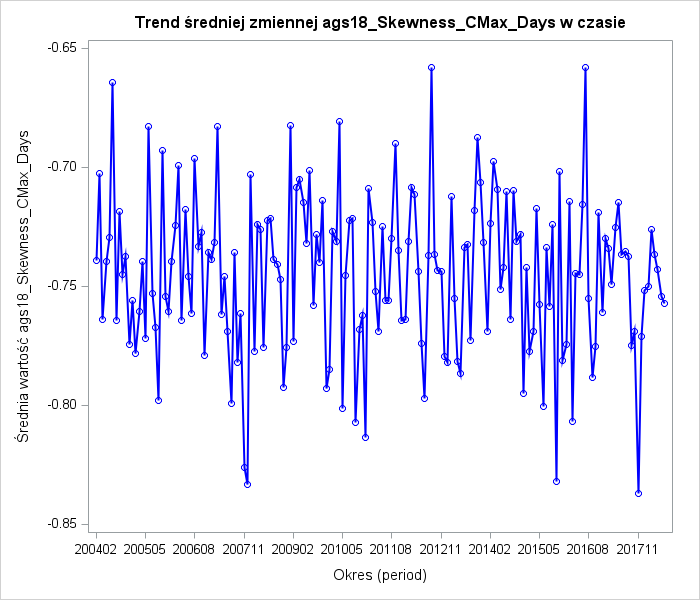 Trend średniej zmiennej ags18_Skewness_CMax_Days w czasie
Średnia wartość ags18_Skewness_CMax_Days
-0.65
-0.70
-0.75
-0.80
-0.85
200402 200505 200608 200711 200902 201005 201108 201211 201402 201505 201608 201711
Okres (period)